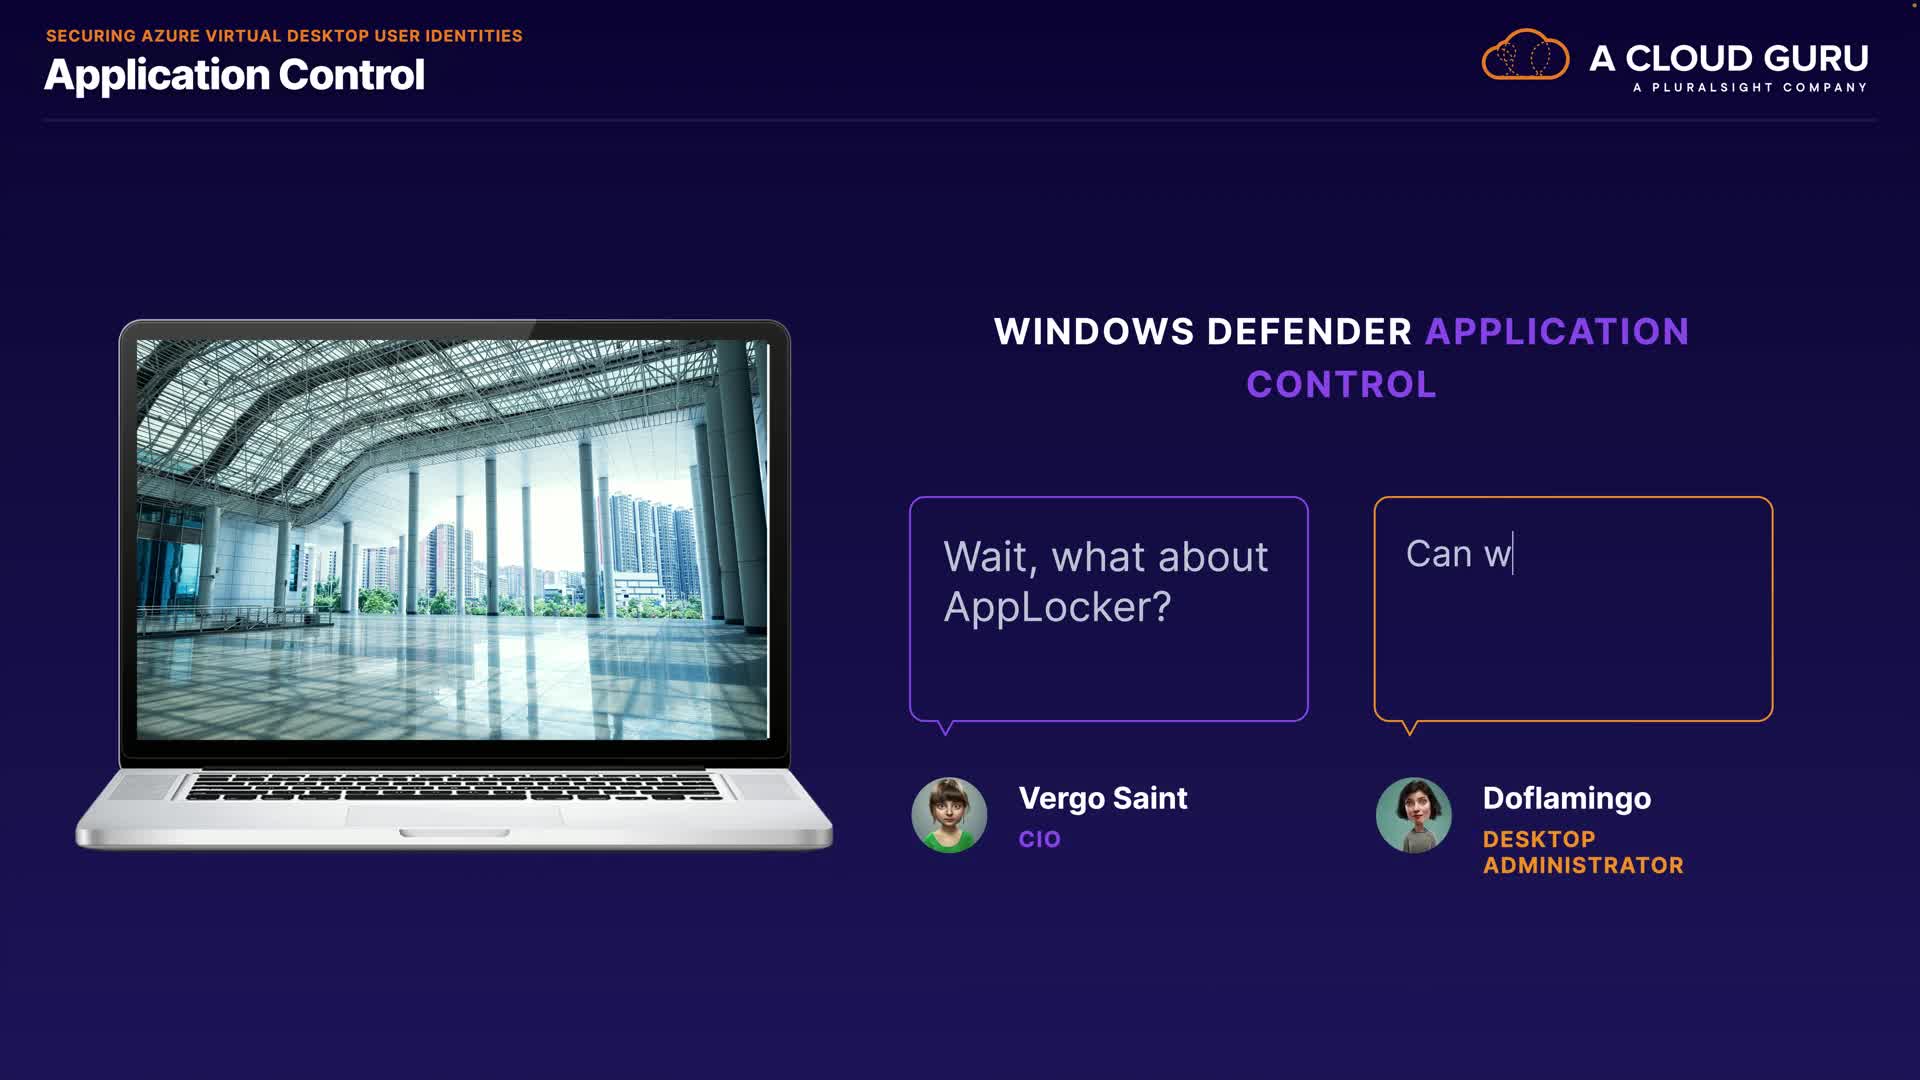 SECURING AZURE VIRTUAL DESKTOP USER IDENTITIES
Application Control
A CLOUD GURU
A PLURALSIGHT COMPANY
WINDOWS DEFENDER APPLICATION
CONTROL
Wait, what about
AppLocker?
Can w
Vergo Saint
CIO
Doflamingo
DESKTOP
ADMINISTRATOR